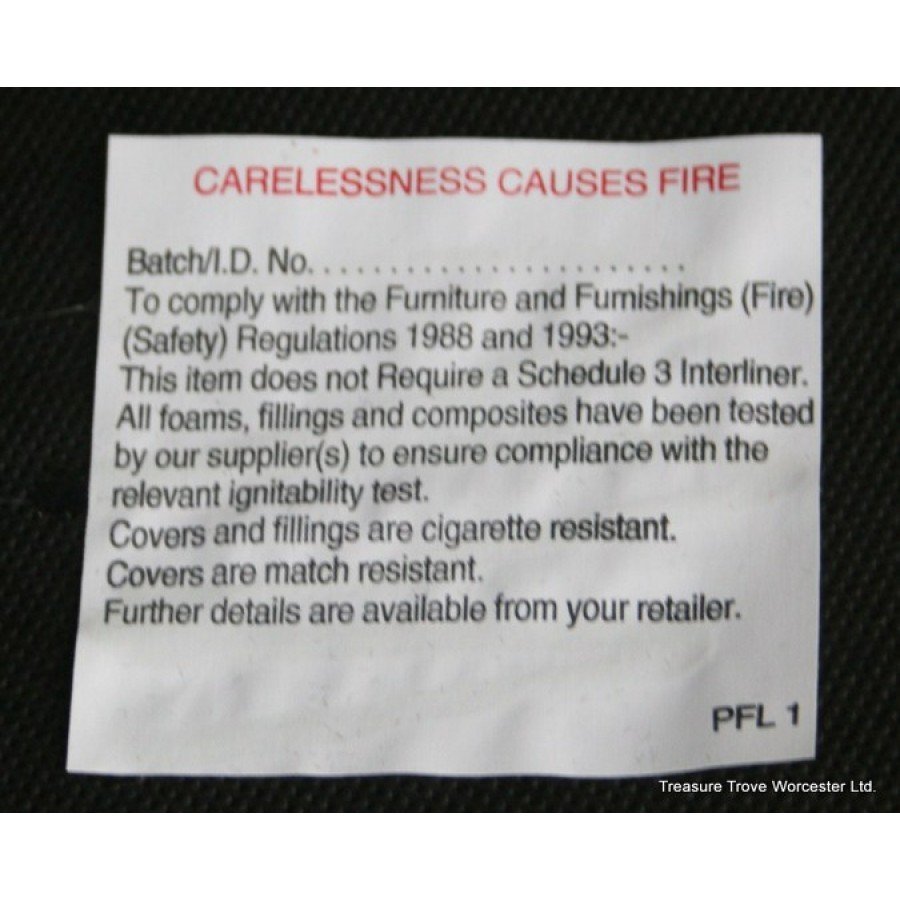 CARELESSNESS CAUSES FIRE
Batch/I.D. No. . . . . . . . . . . . . . . . . . . . . . . .
To comply with the Furniture and Furnishings (Fire)
(Safety) Regulations 1988 and 1993:-
This item does not Require a Schedule 3 Interliner.
All foams, fillings and composites have been tested
by our supplier(s) to ensure compliance with the
relevant ignitability test.
Covers and fillings are cigarette resistant.
Covers are match resistant.
Further details are available from your retailer.
PFL 1
Treasure Trove Worcester Ltd.